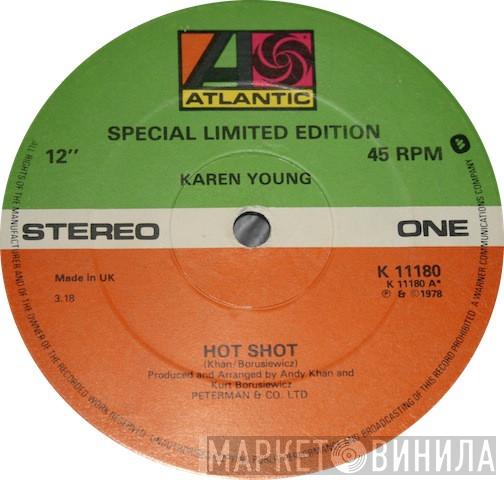 ATLANTIC
SPECIAL LIMITED EDITION
12"
45 RPM
KAREN YOUNG
STEREO
ONE
Made in UK
3.18
K 11180
K 11180 A*
℗ & ©1978
HOT SHOT
(Khan/Borusiewicz)
Produced and Arranged by Andy Khan and
Kurt Borusiewicz
PETERMAN & CO. LTD
ALL RIGHTS OF THE MANUFACTURER AND OF THE OWNER OF THE RECORDED WORK RESERVED
BROADCASTING OF THIS RECORD PROHIBITED
A WARNER COMMUNICATIONS COMPANY
МАРКЕТ ВИНИЛА